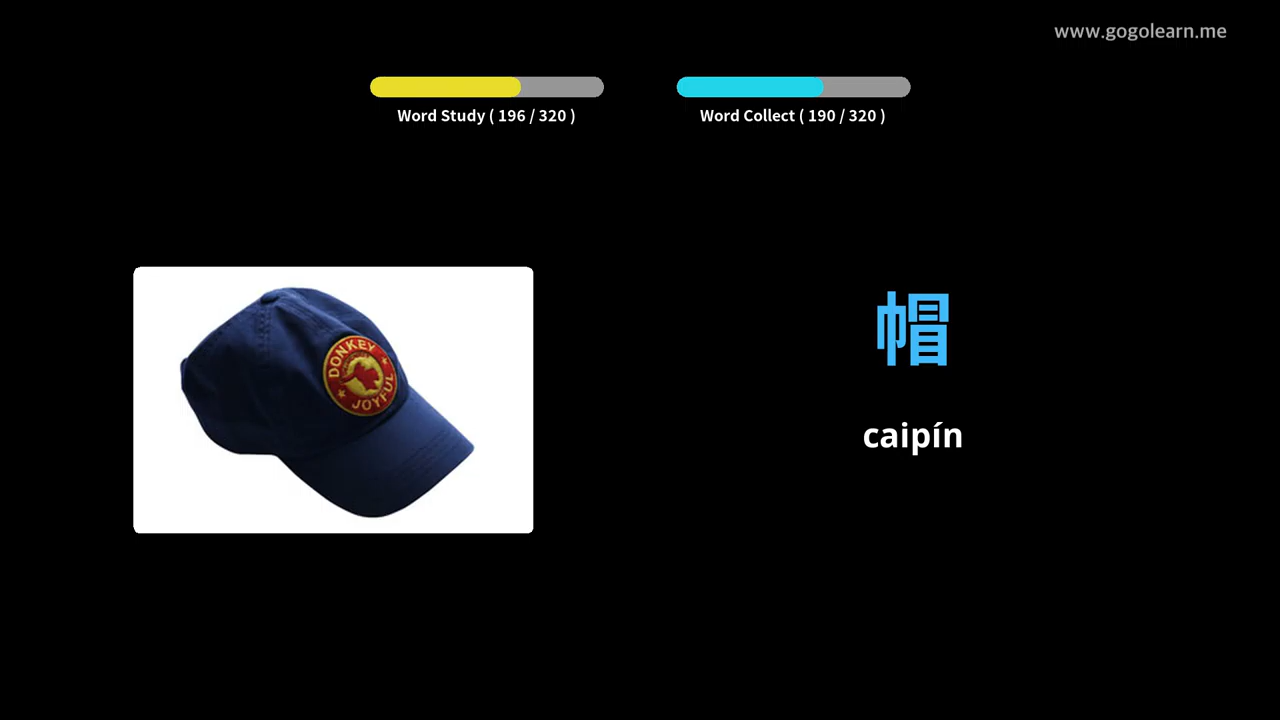 www.gogolearn.me
Word Study ( 196 / 320 )
Word Collect ( 190 / 320 )
DONKEY
JOYFUL
帽
caipín